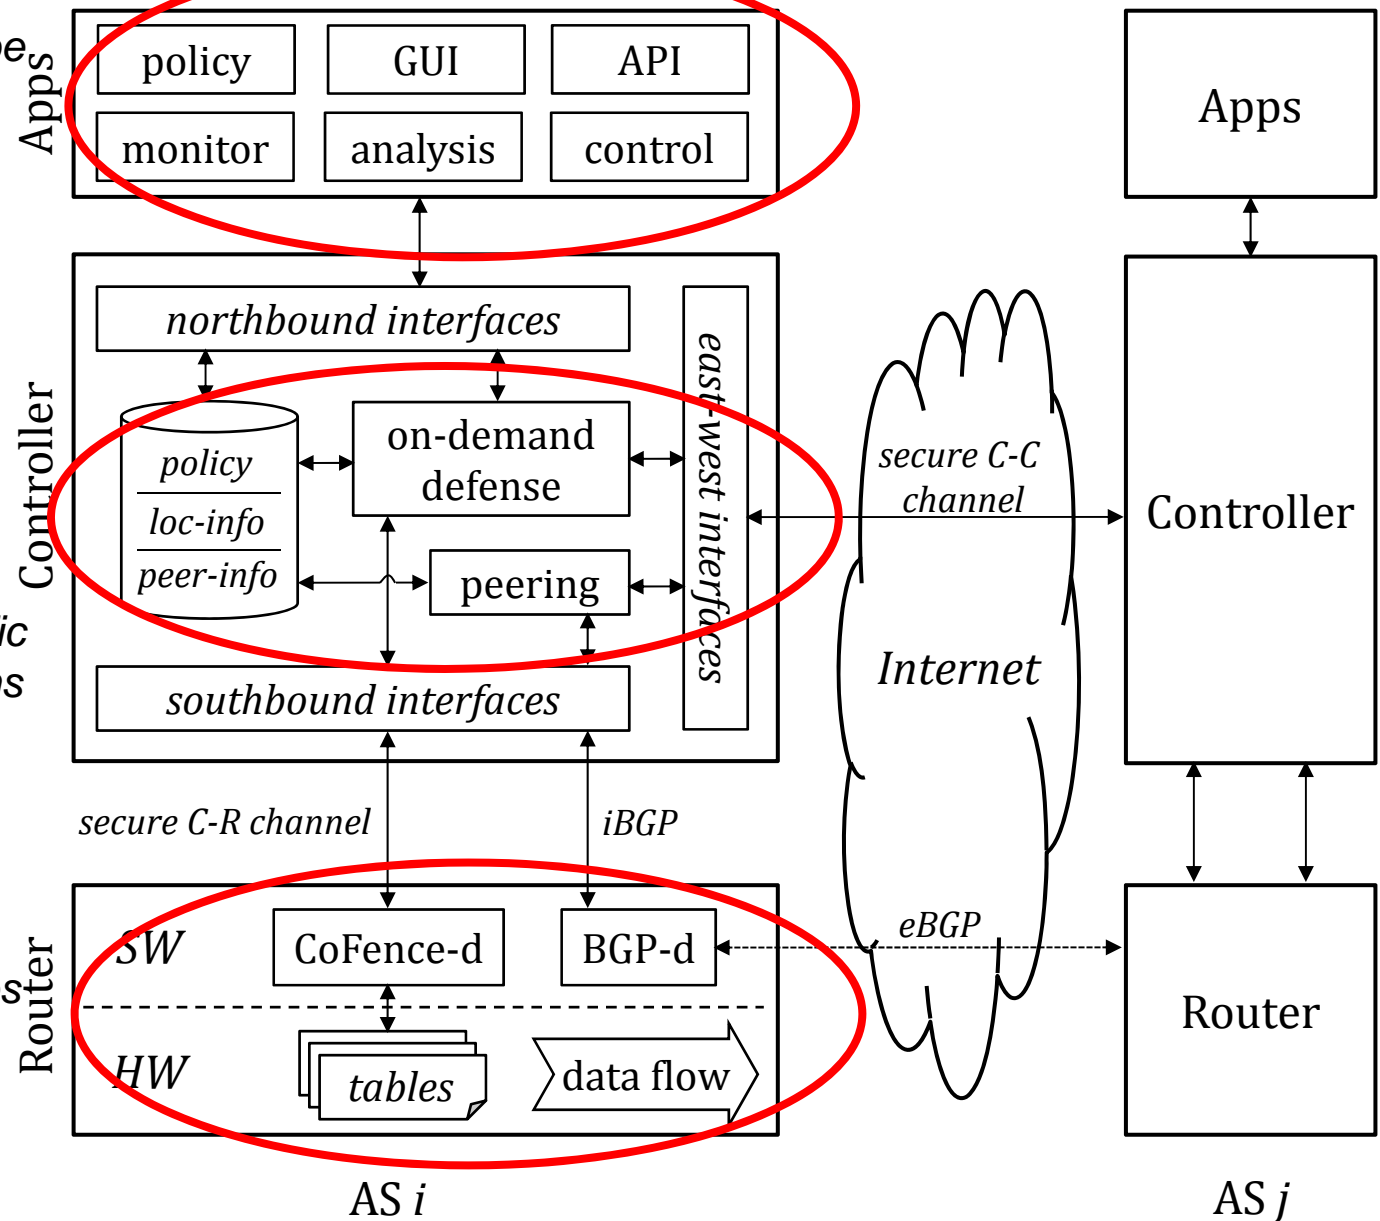 Apps
policy
GUI
API
monitor
analysis
control
Apps
Controller
northbound interfaces
east-west interfaces
policy
loc-info
peer-info
on-demand
defense
peering
southbound interfaces
secure C-C
channel
Internet
Controller
secure C-R channel
iBGP
Router
SW
CoFence-d
BGP-d
eBGP
HW
tables
data flow
Router
AS i
AS j